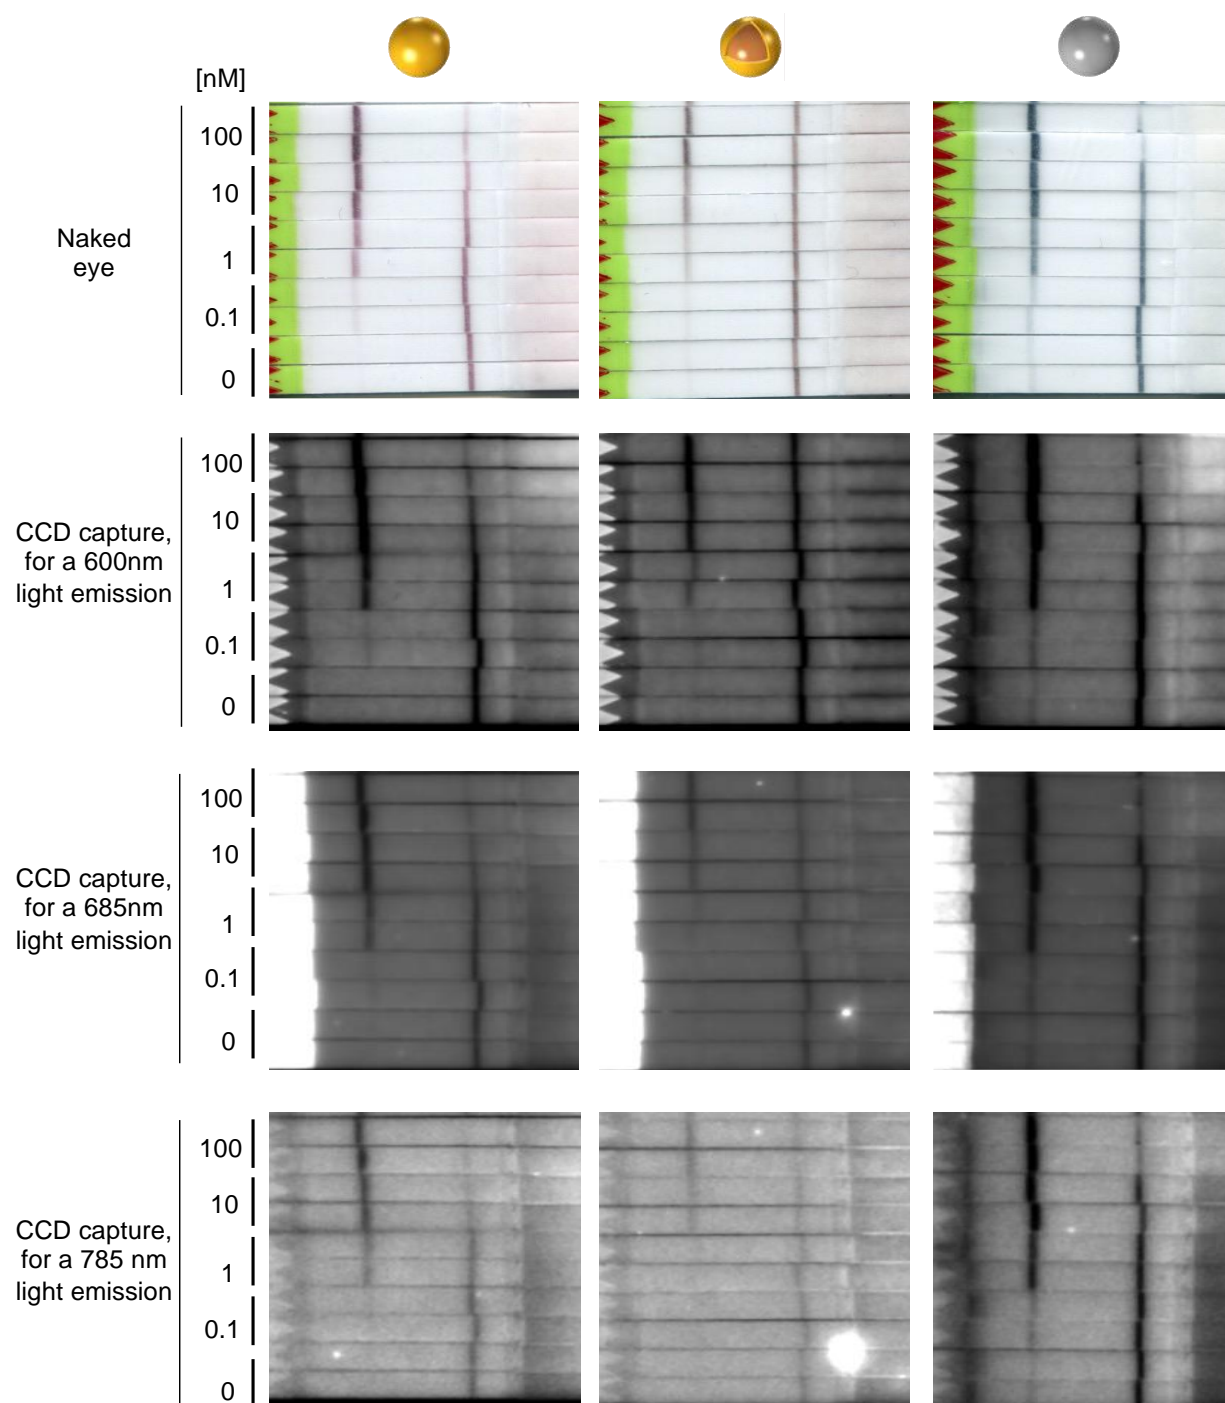 [nM]
Naked
eye
100
10
1
0.1
0
CCD capture,
for a 600nm
light emission
100
10
1
0.1
0
CCD capture,
for a 685nm
light emission
100
10
1
0.1
0
CCD capture,
for a 785 nm
light emission
100
10
1
0.1
0